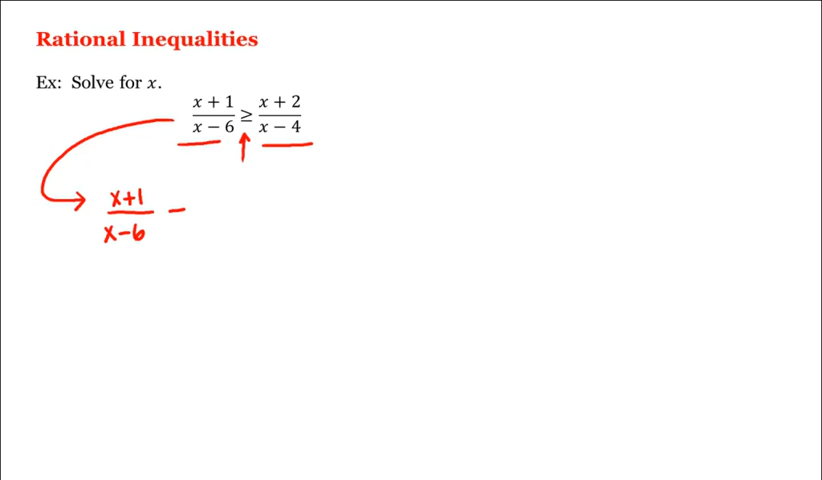 Rational Inequalities
Ex: Solve for x.
x + 1 x + 2
≥
x − 6 x − 4
x+1
−
x-6